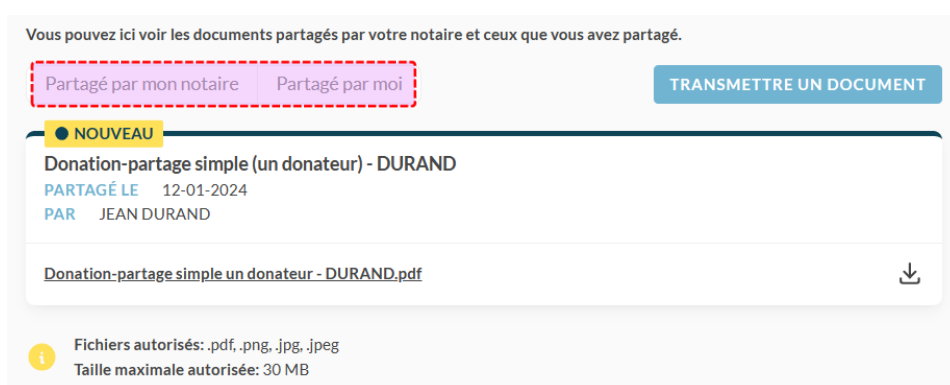 Vous pouvez ici voir les documents partagés par votre notaire et ceux que vous avez partagé.
Partagé par mon notaire Partagé par moi
TRANSMETTRE UN DOCUMENT
NOUVEAU
Donation-partage simple (un donateur) - DURAND
PARTAGÉ LE 12-01-2024
PAR JEAN DURAND
Donation-partage simple un donateur - DURAND.pdf
Fichiers autorisés: .pdf, .png, .jpg, .jpeg
Taille maximale autorisée: 30 MB